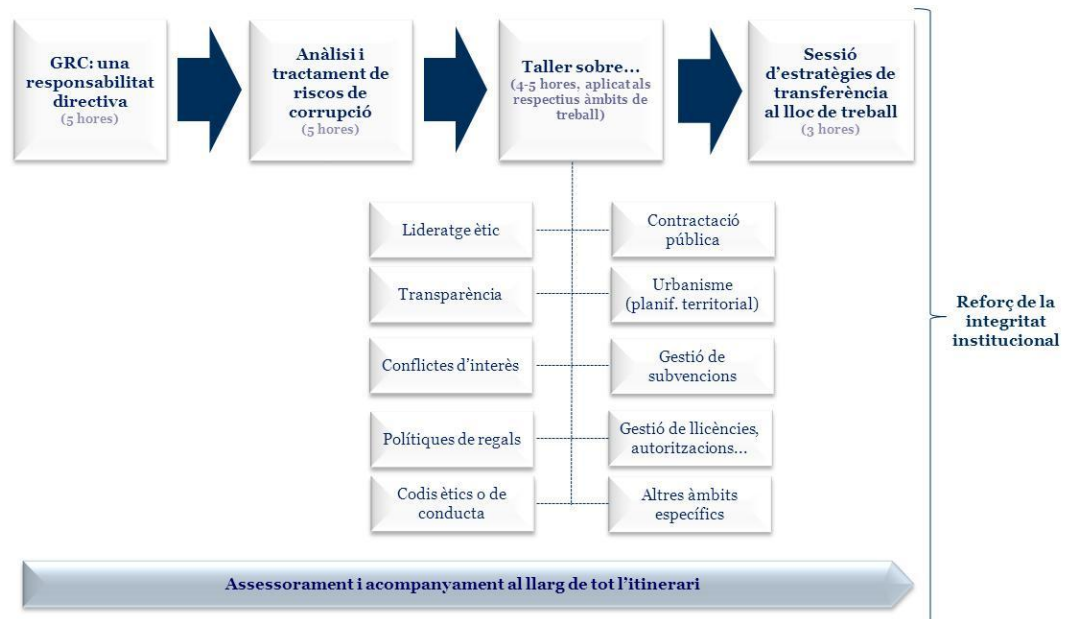 GRC: una
responsabilitat
directiva
(5 hores)
Anàlisi i
tractament de
riscos de
corrupció
(5 hores)
Taller sobre...
(4-5 hores, aplicat als
respectius àmbits de
treball)
Sessió
d'estratègies de
transferència
al lloc de treball
(3 hores)
Lideratge ètic
Contractació
pública
Transparència
Urbanisme
(planif. territorial)
Conflictes d'interès
Gestió de
subvencions
Polítiques de regals
Gestió de llicències,
autoritzacions...
Codis ètics o de
conducta
Altres àmbits
específics
Reforç de la
integritat
institucional
Assessorament i acompanyament al llarg de tot l'itinerari